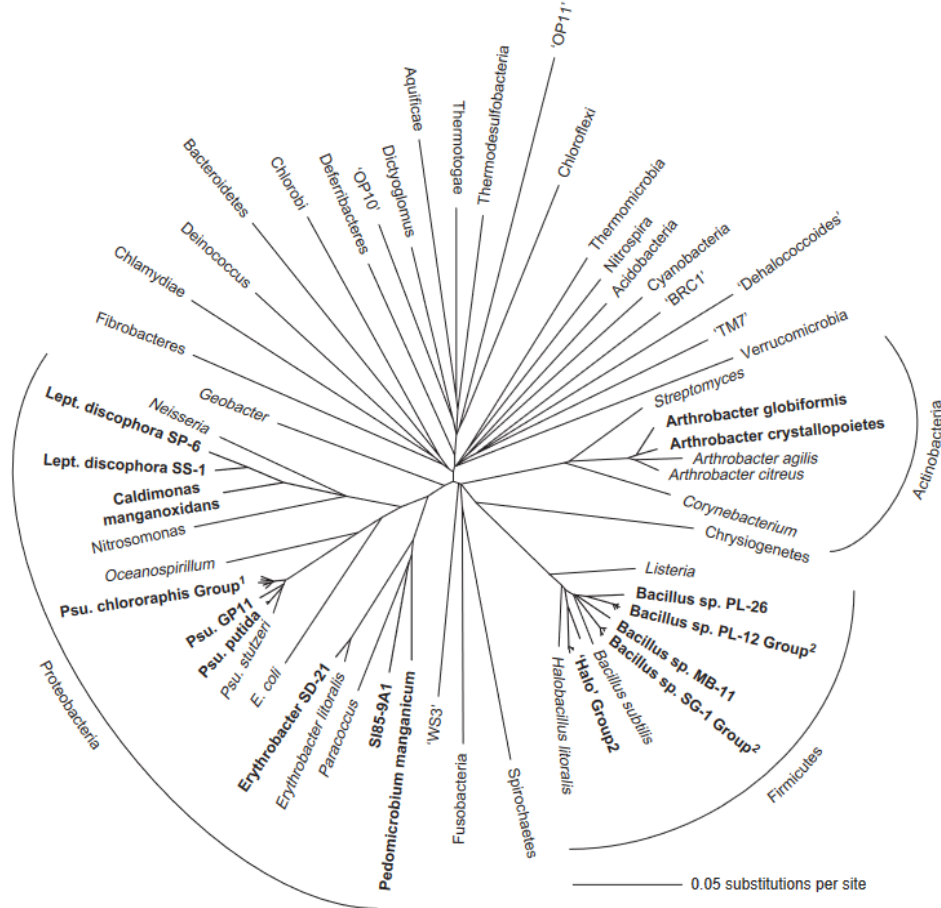 'OP11'
Thermodesulfobacteria
Thermotogae
Aquificae
Dictyoglomus
'OP10'
Deferribacteres
Chlorobi
Bacteroidetes
Deinococcus
Chlamydiae
Fibrobacteres
Chloroflexi
Thermomicrobia
Nitrospira
Acidobacteria
Cyanobacteria
'BRC1'
'Dehalococcoides'
'TM7'
Verrucomicrobia
Streptomyces
Arthrobacter globiformis
Arthrobacter crystallopoietes
Arthrobacter agilis
Arthrobacter citreus
Corynebacterium
Actinobacteria
Chrysiogenetes
Listeria
Bacillus sp. PL-26
Bacillus sp. PL-12 Group²
Bacillus sp. MB-11
Bacillus sp. SG-1 Group²
Bacillus subtilis
'Halo' Group2
Halobacillus litoralis
Firmicutes
Spirochaetes
Fusobacteria
'WS3'
Pedomicrobium manganicum
SI85-9A1
Paracoccus
Erythrobacter litoralis
Erythrobacter SD-21
E. coli
Psu. stutzeri
Psu. putida
Psu. GP11
Psu. chlororaphis Group¹
Oceanospirillum
Nitrosomonas
Caldimonas
manganoxidans
Lept. discophora SS-1
Lept. discophora SP-6
Neisseria
Geobacter
Proteobacteria
0.05 substitutions per site